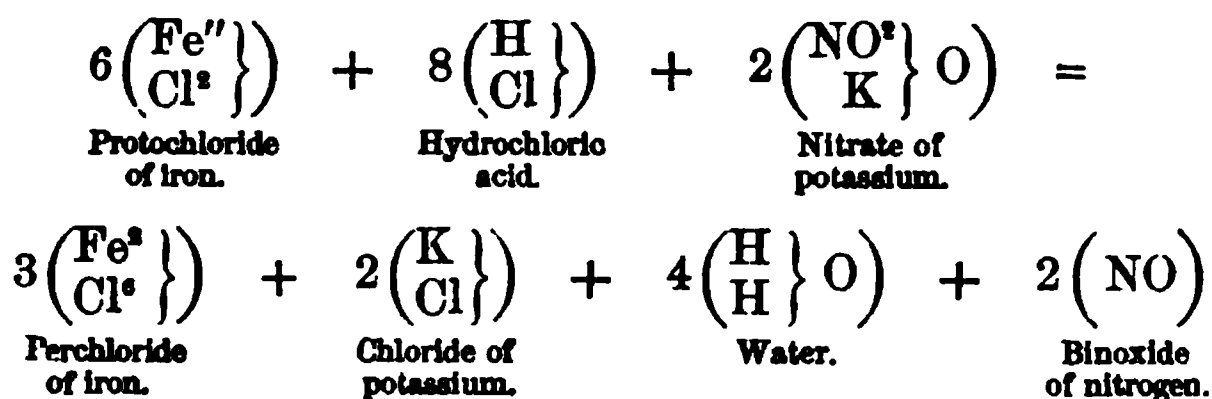 6(Fe″ Cl²}) + 8(H Cl}) + 2(NO² K} O) =
Protochloride of iron. Hydrochloric acid. Nitrate of potassium.
3(Fe² Cl⁶}) + 2(K Cl}) + 4(H H} O) + 2(NO)
Perchloride of iron. Chloride of potassium. Water. Binoxide of nitrogen.